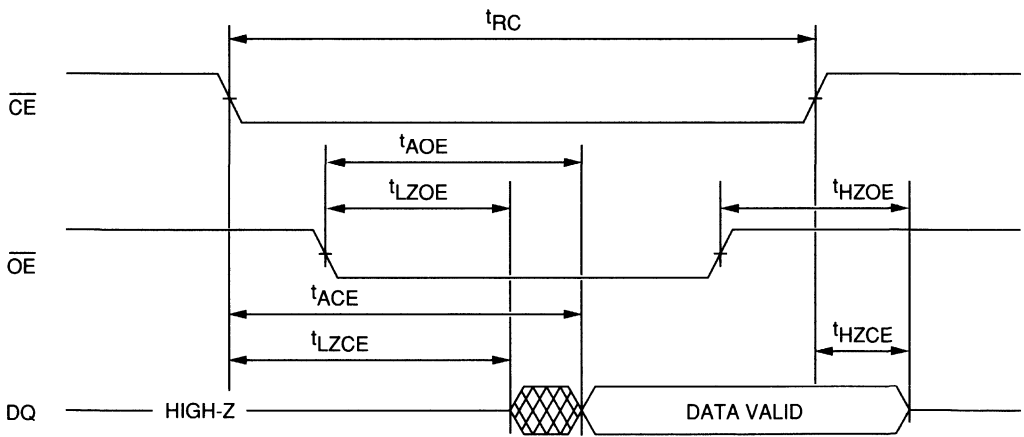 tRC
CE
tAOE
tLZOE
tHZOE
OE
tACE
tLZCE
tHZCE
DQ
HIGH-Z
DATA VALID